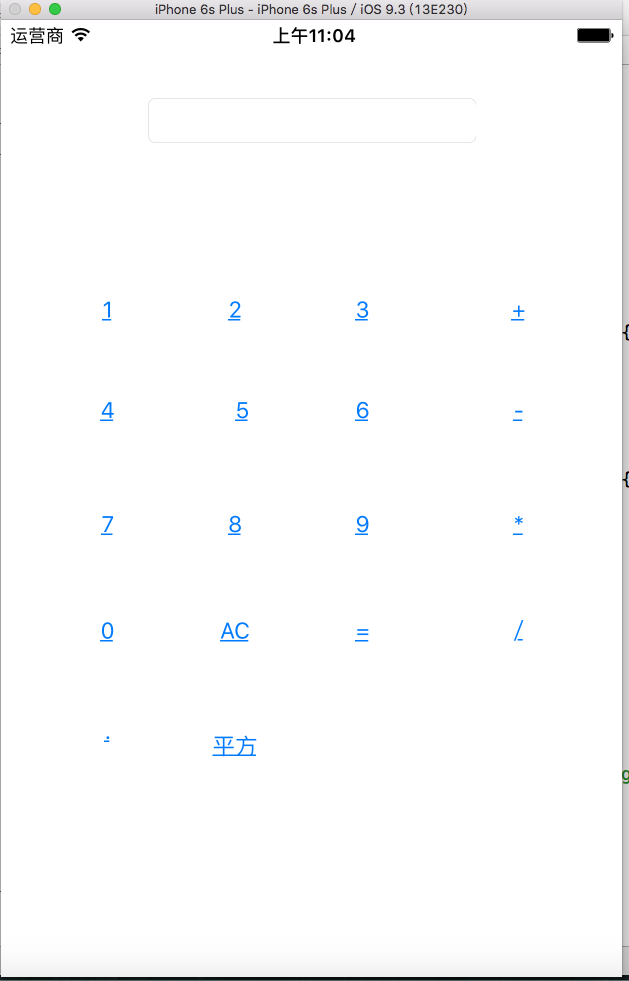 iPhone 6s Plus - iPhone 6s Plus / iOS 9.3 (13E230)
运营商 上午11:04
1 2 3 +
{
4 5 6 -
{
7 8 9 *
0 AC = /
. 平方
g